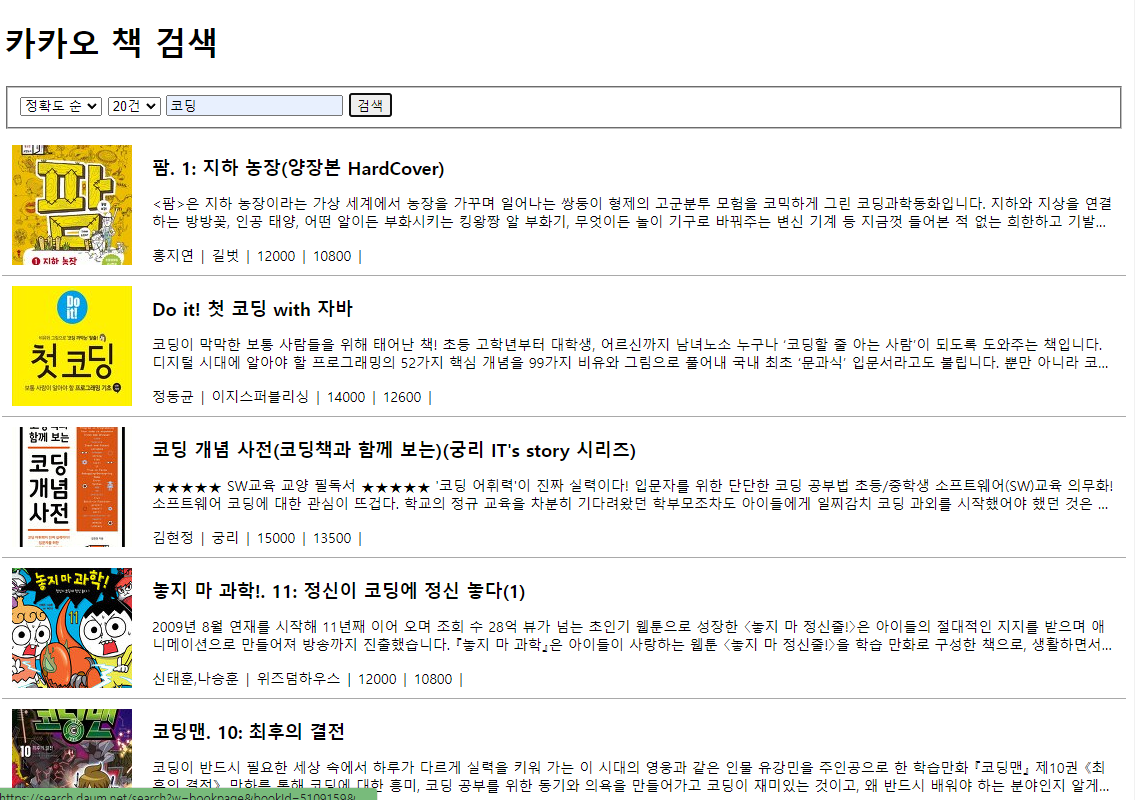 카카오 책 검색
정확도 순 20건 코딩 검색
팜
1 지하 농장
팜. 1: 지하 농장(양장본 HardCover)
<팜>은 지하 농장이라는 가상 세계에서 농장을 가꾸며 일어나는 쌍둥이 형제의 고군분투 모험을 코믹하게 그린 코딩과학동화입니다. 지하와 지상을 연결
하는 방방꽃, 인공 태양, 어떤 알이든 부화시키는 킹왕짱 알 부화기, 무엇이든 놀이 기구로 바꿔주는 변신 기계 등 지금껏 들어본 적 없는 희한하고 기발...
홍지연 | 길벗 | 12000 | 10800 |
Do it!
첫 코딩
보통 사람이 알아야 할 프로그래밍 기초
Do it! 첫 코딩 with 자바
코딩이 막막한 보통 사람들을 위해 태어난 책! 초등 고학년부터 대학생, 어르신까지 남녀노소 누구나 ‘코딩할 줄 아는 사람’이 되도록 도와주는 책입니다.
디지털 시대에 알아야 할 프로그래밍의 52가지 핵심 개념을 99가지 비유와 그림으로 풀어내 국내 최초 ‘문과식’ 입문서라고도 불립니다. 뿐만 아니라 코...
정동균 | 이지스퍼블리싱 | 14000 | 12600 |
함께 보는
코딩
개념
사전
코딩 개념 사전(코딩책과 함께 보는)(궁리 IT's story 시리즈)
★★★★★ SW교육 교양 필독서 ★★★★★ '코딩 어휘력'이 진짜 실력이다! 입문자를 위한 단단한 코딩 공부법 초등/중학생 소프트웨어(SW)교육 의무화!
소프트웨어 코딩에 대한 관심이 뜨겁다. 학교의 정규 교육을 차분히 기다려왔던 학부모조차도 아이들에게 일찌감치 코딩 과외를 시작했어야 했던 것은 ...
김현정 | 궁리 | 15000 | 13500 |
놓지 마 과학!
11
놓지 마 과학!. 11: 정신이 코딩에 정신 놓다(1)
2009년 8월 연재를 시작해 11년째 이어 오며 조회 수 28억 뷰가 넘는 초인기 웹툰으로 성장한 〈놓지 마 정신줄!〉은 아이들의 절대적인 지지를 받으며 애
니메이션으로 만들어져 방송까지 진출했습니다. 『놓지 마 과학』은 아이들이 사랑하는 웹툰 〈놓지 마 정신줄!〉을 학습 만화로 구성한 책으로, 생활하면서...
신태훈,나승훈 | 위즈덤하우스 | 12000 | 10800 |
코딩맨
10 최후의 결전
코딩맨. 10: 최후의 결전
코딩이 반드시 필요한 세상 속에서 하루가 다르게 실력을 키워 가는 이 시대의 영웅과 같은 인물 유강민을 주인공으로 한 학습만화 『코딩맨』 제10권 《최
후의 결전》. 만화를 통해 코딩에 대한 흥미, 코딩 공부를 위한 동기와 의욕을 만들어가고 코딩이 재미있는 것이고, 왜 반드시 배워야 하는 분야인지 알게...
https://search.daum.net/search?w=bookpage&bookId=5109159&